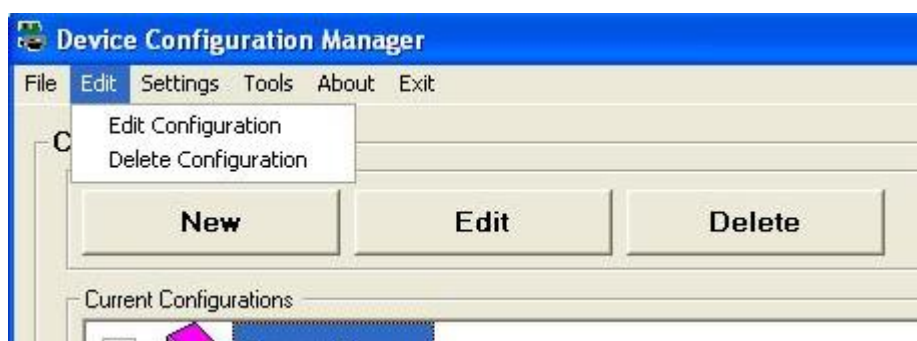 Device Configuration Manager
File Edit Settings Tools About Exit
Edit Configuration
Delete Configuration
New Edit Delete
Current Configurations